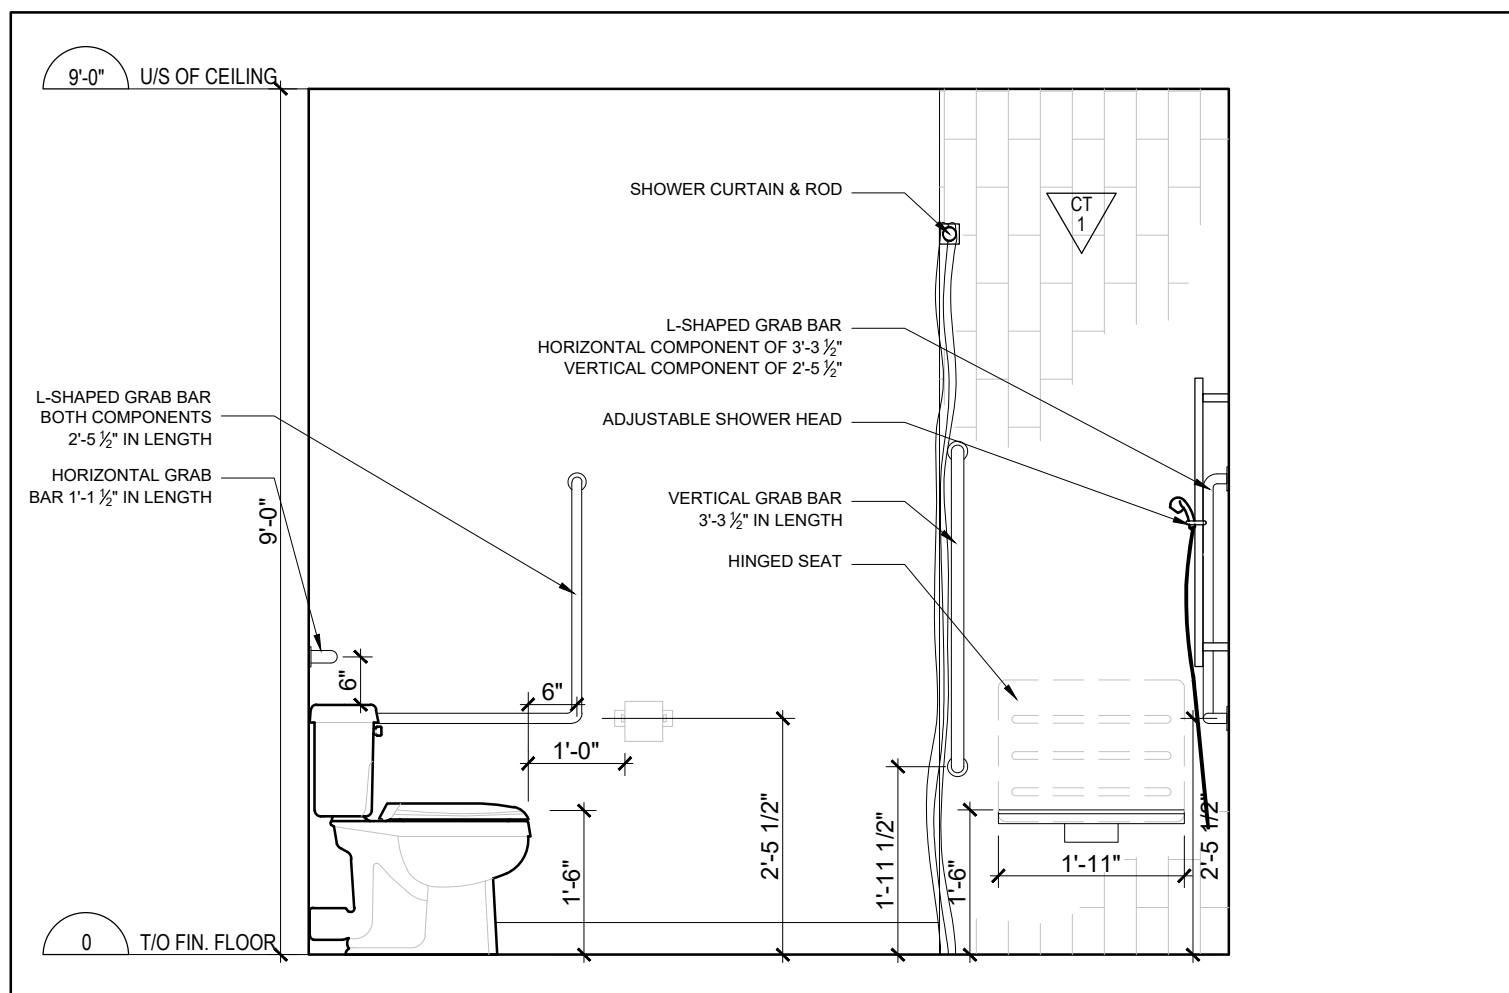 9'-0" U/S OF CEILING
SHOWER CURTAIN & ROD
CT
1
L-SHAPED GRAB BAR
HORIZONTAL COMPONENT OF 3'-3 ½"
VERTICAL COMPONENT OF 2'-5 ½"
L-SHAPED GRAB BAR
BOTH COMPONENTS
2'-5 ½" IN LENGTH
ADJUSTABLE SHOWER HEAD
HORIZONTAL GRAB
BAR 1'-1 ½" IN LENGTH
VERTICAL GRAB BAR
3'-3 ½" IN LENGTH
9'-0"
HINGED SEAT
6"
6"
1'-0"
2'-5 1/2"
1'-11 1/2"
2'-5 1/2"
1'-6"
1'-6"
1'-11"
0 T/O FIN. FLOOR